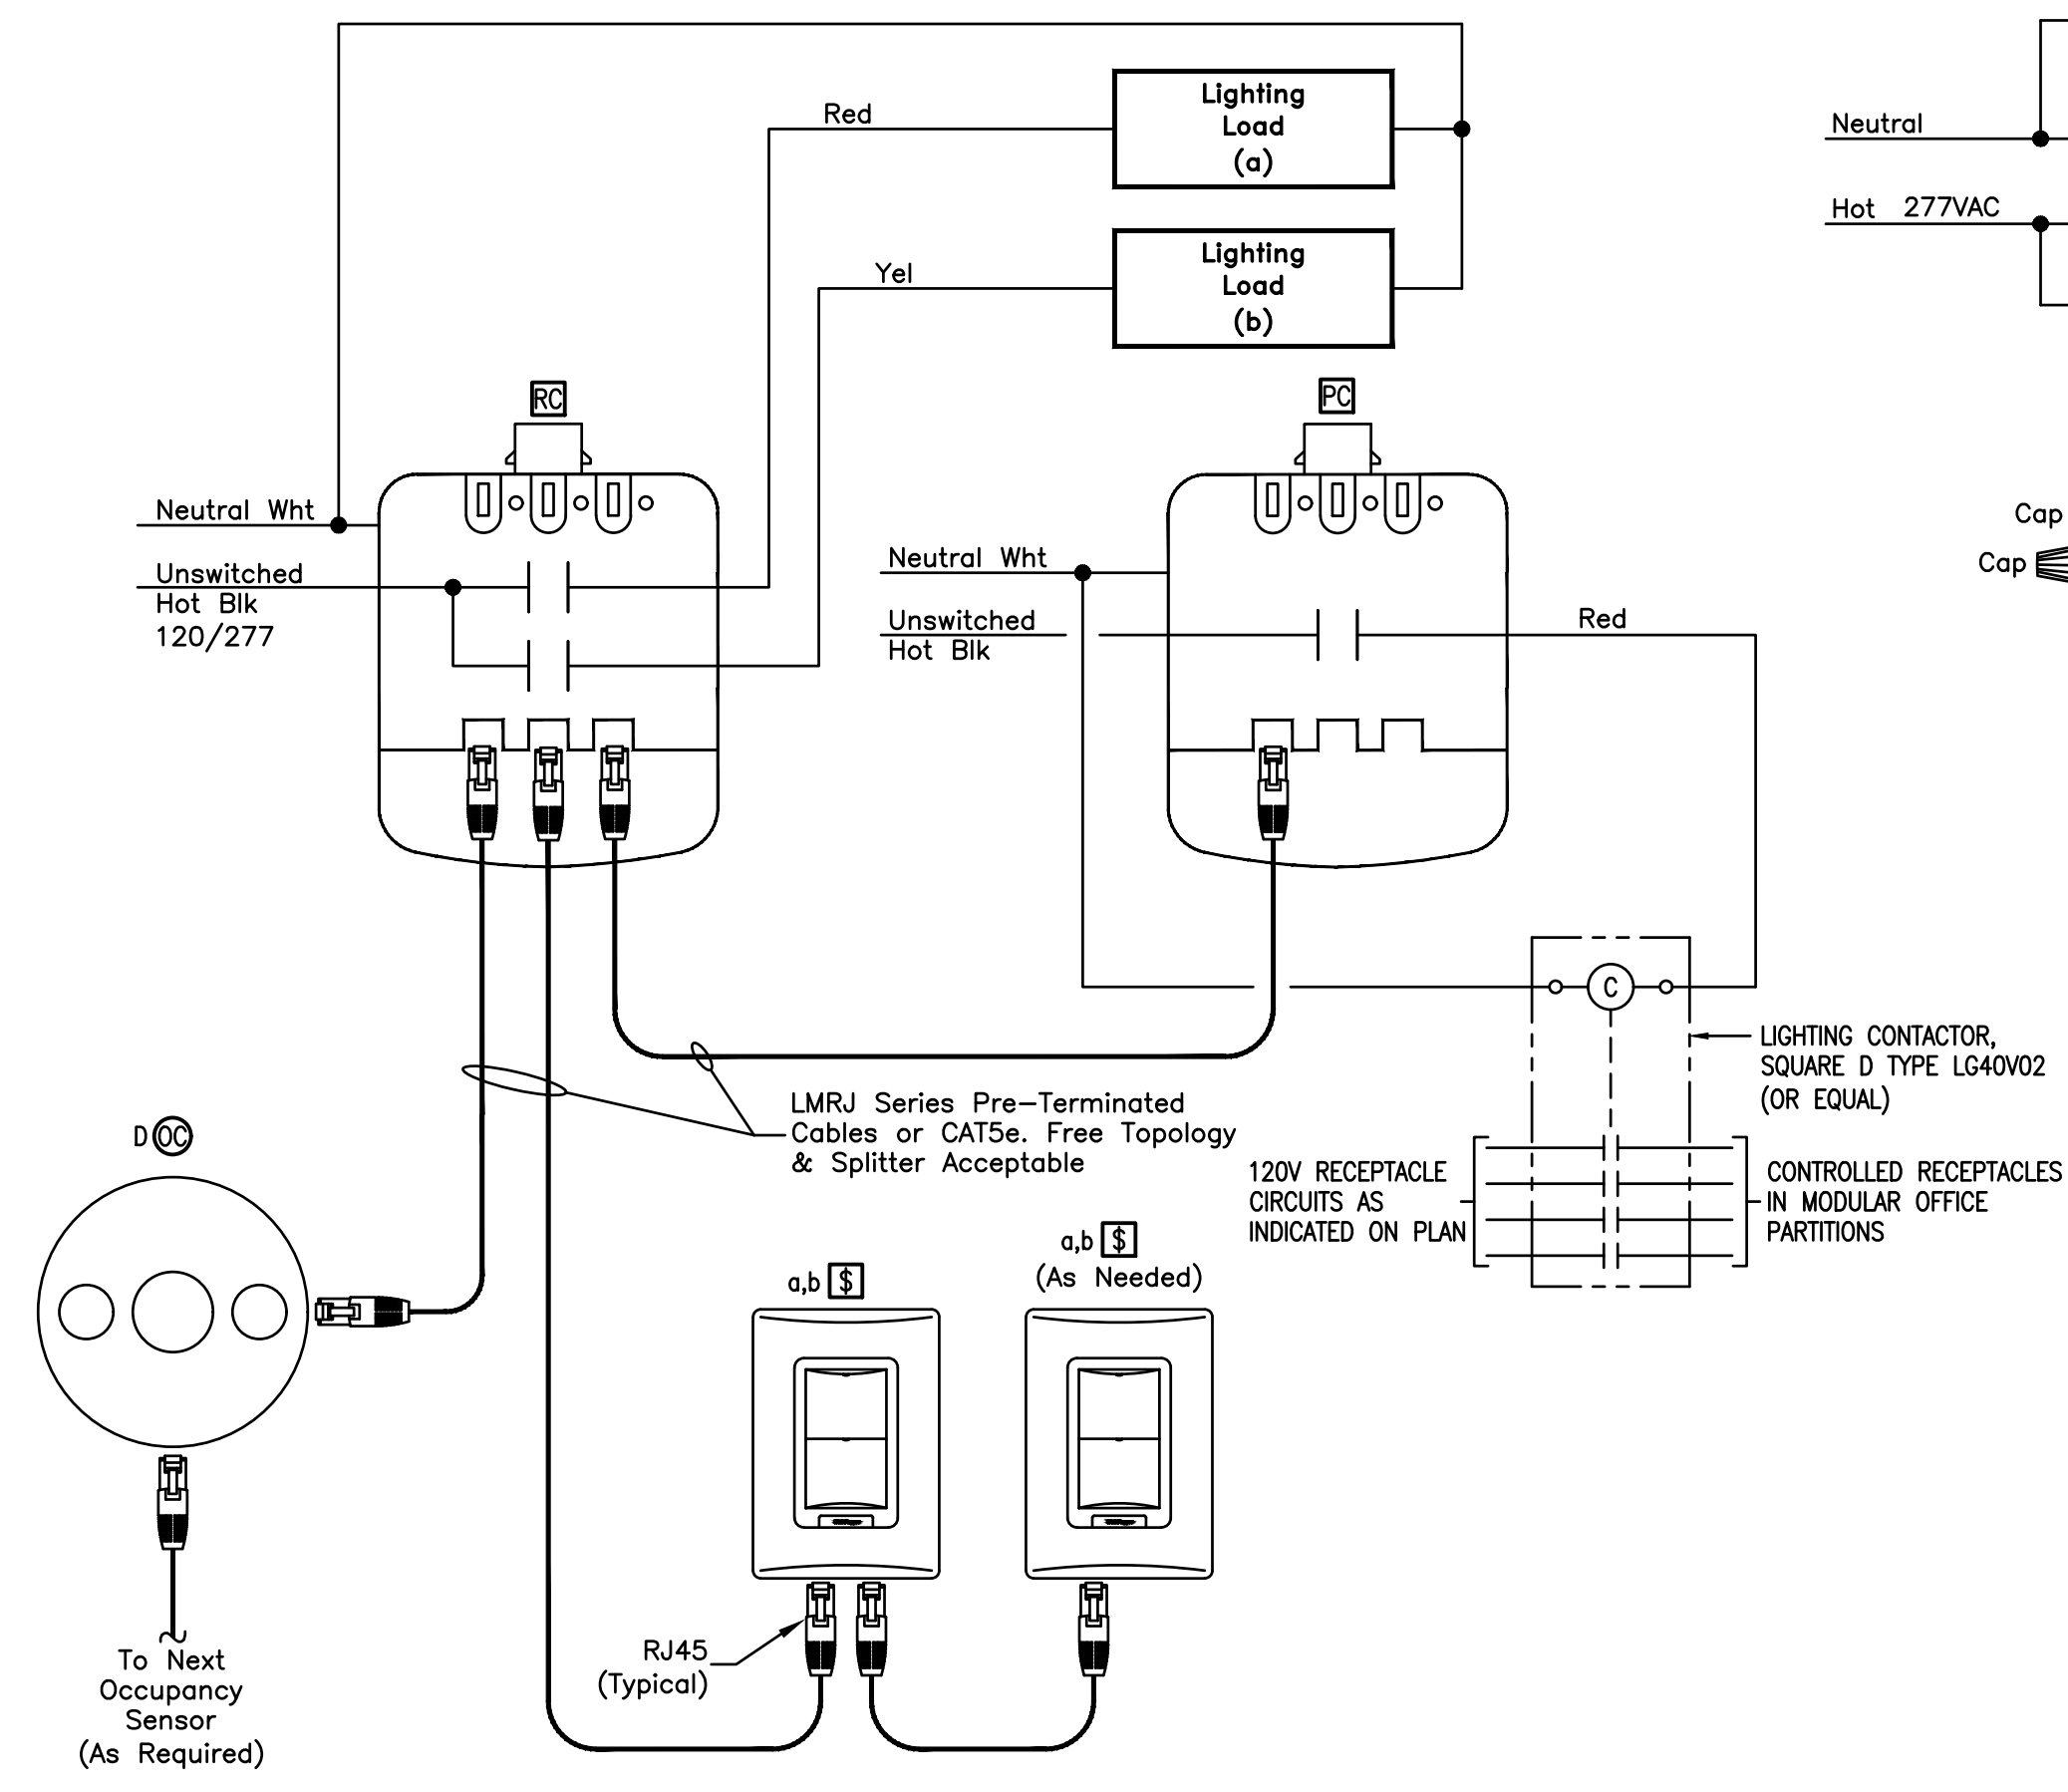 Red
Lighting
Load
(a)
Yel
Lighting
Load
(b)
Neutral
Hot 277VAC
RC
PC
Neutral Wht
Unswitched
Hot Blk
120/277
Neutral Wht
Unswitched
Hot Blk
Red
Cap
Cap
C
LIGHTING CONTACTOR,
SQUARE D TYPE LG40V02
(OR EQUAL)
LMRJ Series Pre-Terminated
Cables or CAT5e. Free Topology
& Splitter Acceptable
D OC
120V RECEPTACLE
CIRCUITS AS
INDICATED ON PLAN
CONTROLLED RECEPTACLES
IN MODULAR OFFICE
PARTITIONS
a,b $
a,b $
(As Needed)
RJ45
(Typical)
To Next
Occupancy
Sensor
(As Required)